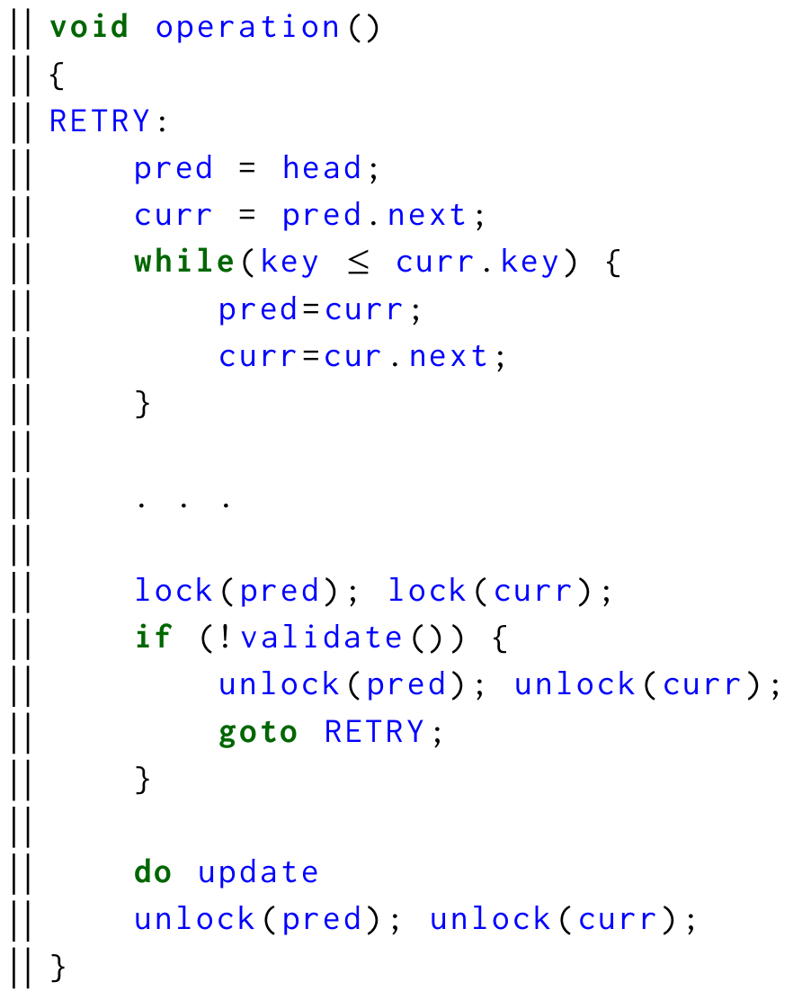 void operation()
{
RETRY:
pred = head;
curr = pred.next;
while(key ≤ curr.key) {
pred=curr;
curr=cur.next;
}
. . .
lock(pred); lock(curr);
if (!validate()) {
unlock(pred); unlock(curr);
goto RETRY;
}
do update
unlock(pred); unlock(curr);
}